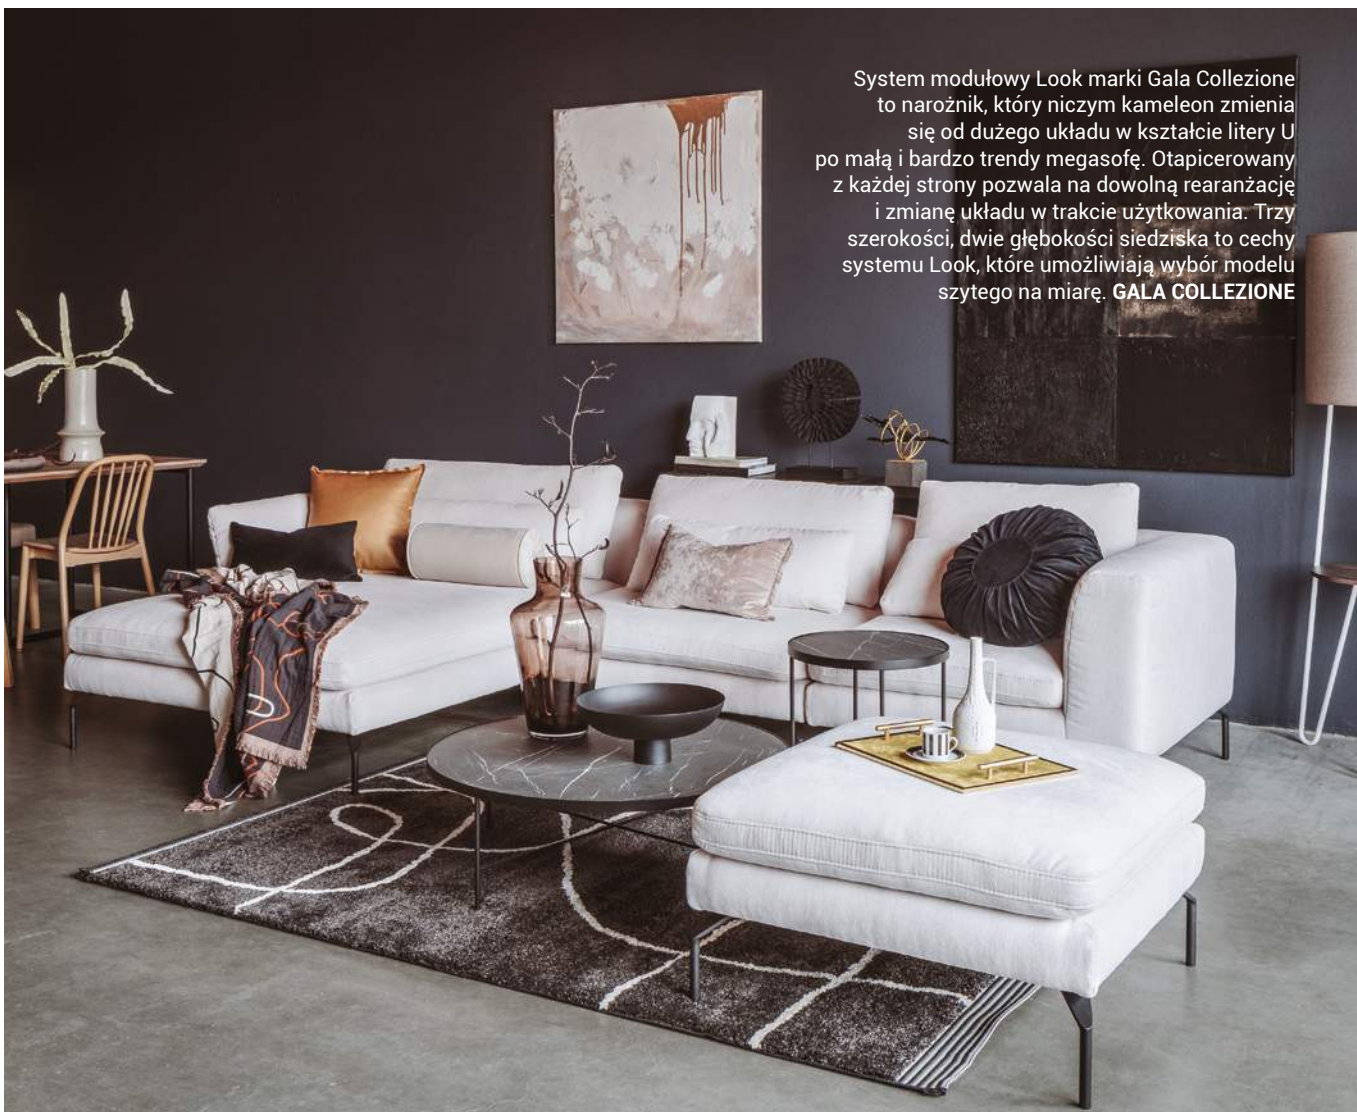 System modułowy Look marki Gala Collezione
to narożnik, który niczym kameleon zmienia
się od dużego układu w kształcie litery U
po małą i bardzo trendy megasofę. Otapicerowany
z każdej strony pozwala na dowolną rearanżację
i zmianę układu w trakcie użytkowania. Trzy
szerokości, dwie głębokości siedziska to cechy
systemu Look, które umożliwiają wybór modelu
szytego na miarę. GALA COLLEZIONE